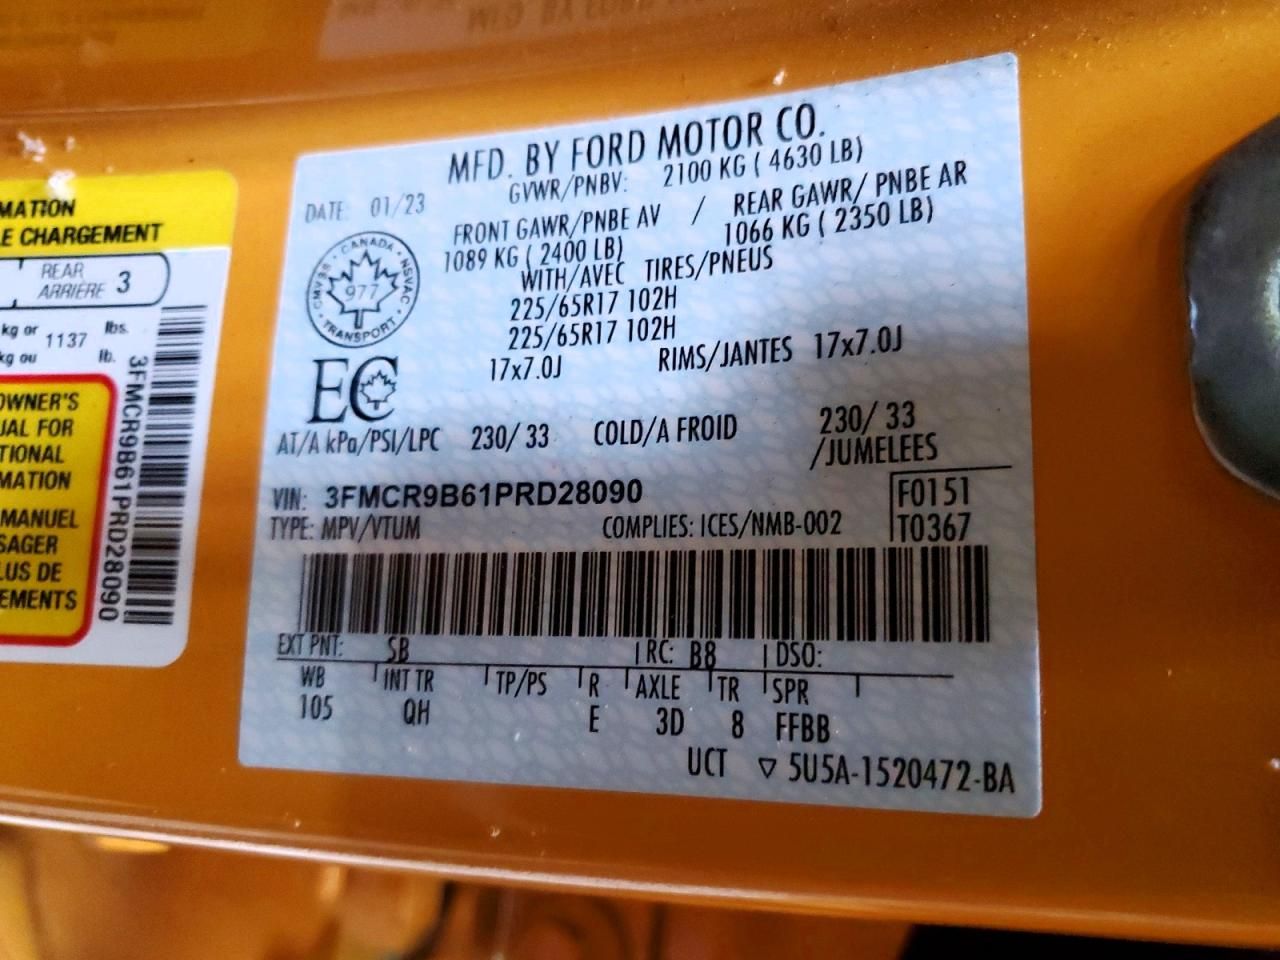 MATION
E CHARGEMENT
REAR
ARRIÈRE 3
kg or 1137 lbs.
kg ou lb.
OWNER'S
UAL FOR
TIONAL
MATION
MANUEL
SAGER
LUS DE
EMENTS
3FMCR9B61PRD28090
MFD. BY FORD MOTOR CO.
DATE: 01/23
GVWR/PNBV: 2100 KG ( 4630 LB)
FRONT GAWR/PNBE AV / REAR GAWR/ PNBE AR
1089 KG ( 2400 LB) 1066 KG ( 2350 LB)
WITH/AVEC TIRES/PNEUS
225/65R17 102H
225/65R17 102H
17x7.0J RIMS/JANTES 17x7.0J
CANADA
CMVSS NSVAC
977
TRANSPORT
EC
AT/A kPa/PSI/LPC 230/ 33 COLD/A FROID 230/ 33
/JUMELEES
VIN: 3FMCR9B61PRD28090 F0151
TYPE: MPV/VTUM COMPLIES: ICES/NMB-002 T0367
EXT PNT: SB RC: B8 DSO:
WB INT TR TP/PS R AXLE TR SPR
105 QH E 3D 8 FFBB
UCT ▽ 5U5A-1520472-BA